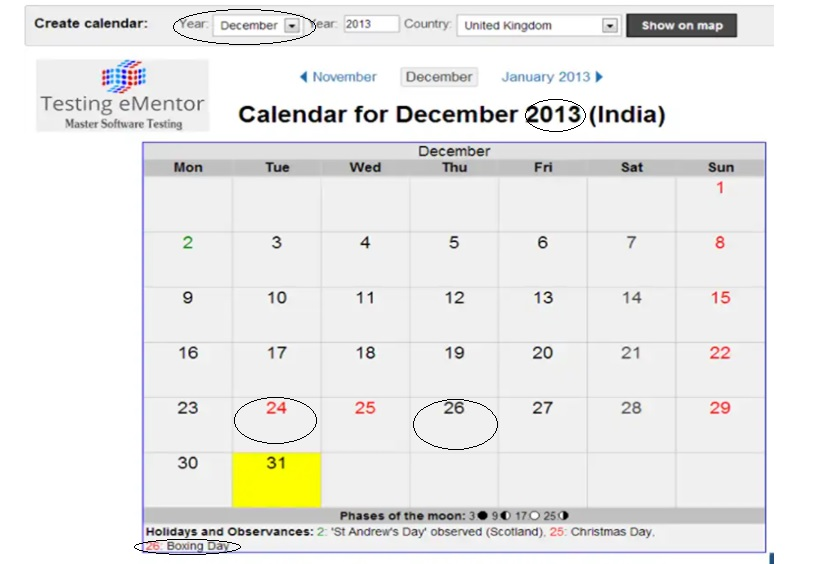 Create calendar: Year: December Year: 2013 Country: United Kingdom Show on map
November December January 2013
Testing eMentor
Master Software Testing
Calendar for December 2013 (India)
December
Mon Tue Wed Thu Fri Sat Sun
1
2 3 4 5 6 7 8
9 10 11 12 13 14 15
16 17 18 19 20 21 22
23 24 25 26 27 28 29
30 31
Phases of the moon: 3 9 17 25
Holidays and Observances: 2: 'St Andrew's Day' observed (Scotland), 25: Christmas Day,
26: Boxing Day